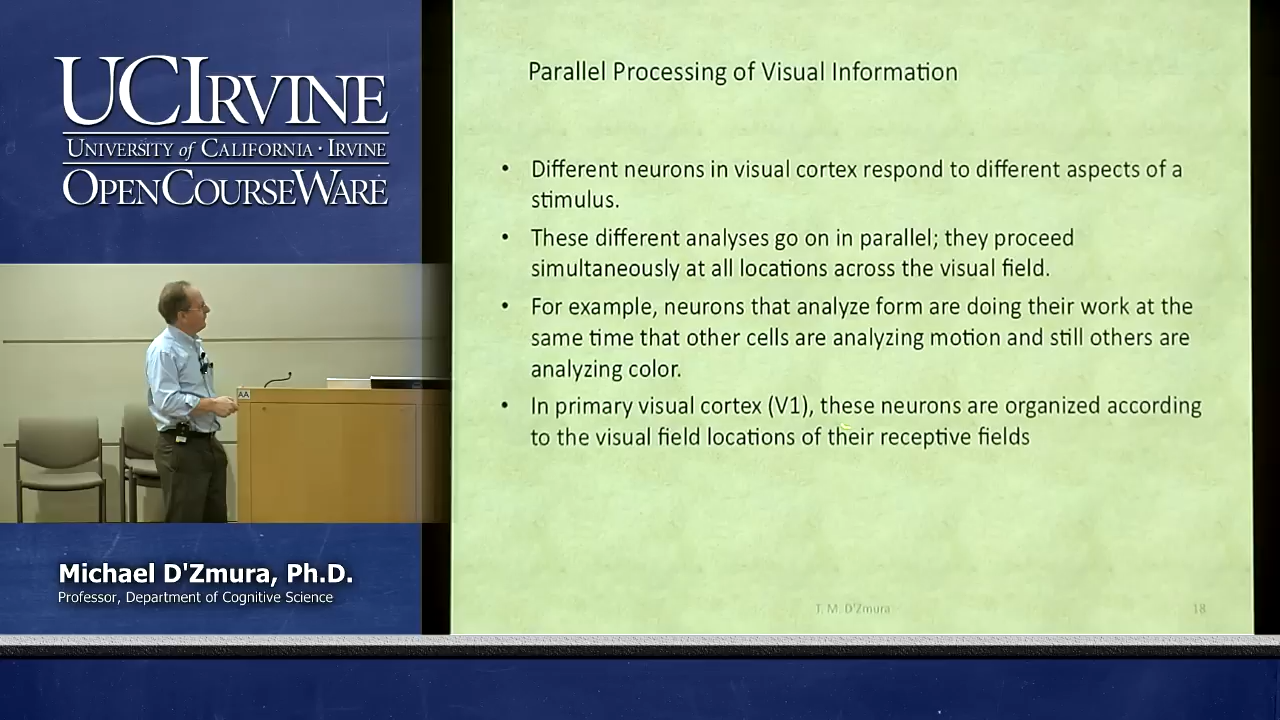 UCIRVINE
UNIVERSITY of CALIFORNIA · IRVINE
OPENCOURSEWARE
AA
Michael D'Zmura, Ph.D.
Professor, Department of Cognitive Science
Parallel Processing of Visual Information
• Different neurons in visual cortex respond to different aspects of a
stimulus.
• These different analyses go on in parallel; they proceed
simultaneously at all locations across the visual field.
• For example, neurons that analyze form are doing their work at the
same time that other cells are analyzing motion and still others are
analyzing color.
• In primary visual cortex (V1), these neurons are organized according
to the visual field locations of their receptive fields
T. M. D'Zmura
18